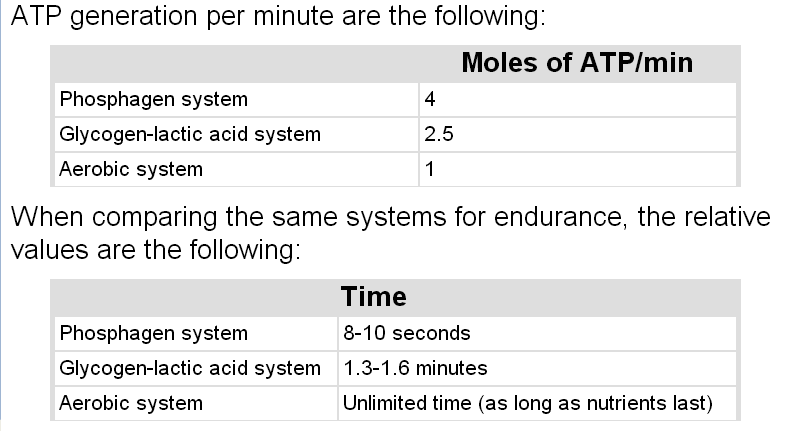 ATP generation per minute are the following:
Moles of ATP/min
Phosphagen system 4
Glycogen-lactic acid system 2.5
Aerobic system 1
When comparing the same systems for endurance, the relative
values are the following:
Time
Phosphagen system 8-10 seconds
Glycogen-lactic acid system 1.3-1.6 minutes
Aerobic system Unlimited time (as long as nutrients last)